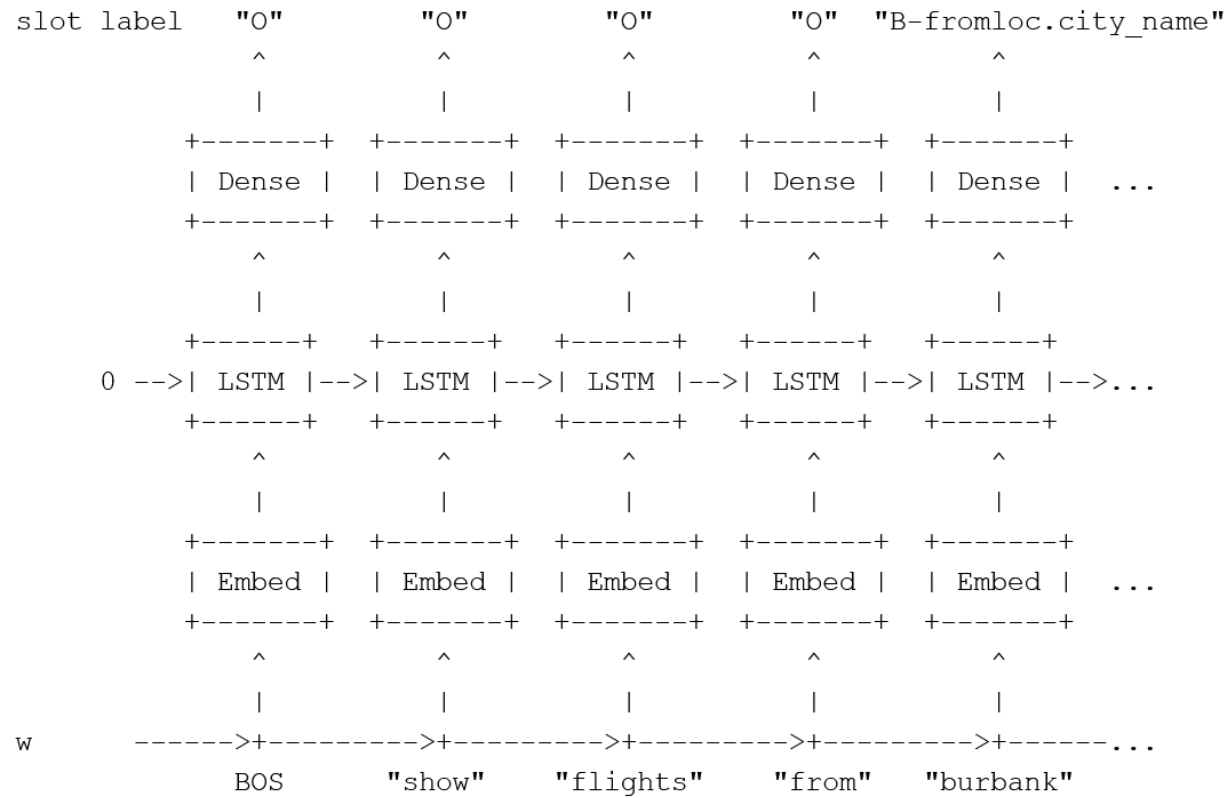 slot label   "O"        "O"         "O"        "O"  "B-fromloc.city_name"
              ^          ^           ^          ^          ^
              |          |           |          |          |
          +-------+  +-------+  +-------+  +-------+  +-------+
          | Dense |  | Dense |  | Dense |  | Dense |  | Dense |  ...
          +-------+  +-------+  +-------+  +-------+  +-------+
              ^          ^           ^          ^          ^
              |          |           |          |          |
          +------+   +------+   +------+   +------+   +------+
     0 -->| LSTM |-->| LSTM |-->| LSTM |-->| LSTM |-->| LSTM |-->...
          +------+   +------+   +------+   +------+   +------+
              ^          ^           ^          ^          ^
              |          |           |          |          |
          +-------+  +-------+  +-------+  +-------+  +-------+
          | Embed |  | Embed |  | Embed |  | Embed |  | Embed |  ...
          +-------+  +-------+  +-------+  +-------+  +-------+
              ^          ^           ^          ^          ^
              |          |           |          |          |
w      ------>+--------->+--------->+--------->+--------->+------...
             BOS      "show"    "flights"    "from"   "burbank"